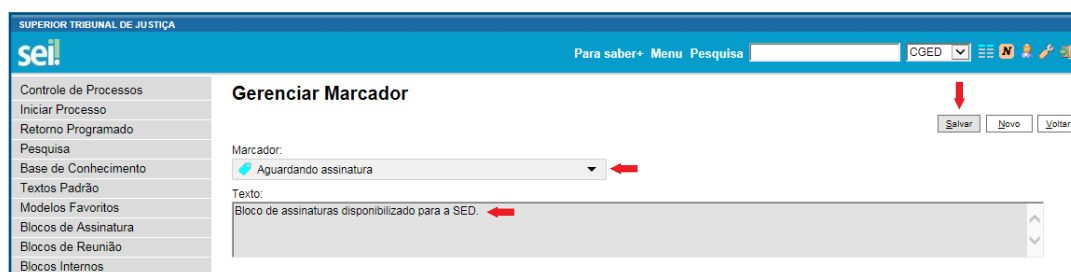 SUPERIOR TRIBUNAL DE JUSTIÇA
sei!
Para saber+ Menu Pesquisa CGED N
Controle de Processos
Iniciar Processo
Retorno Programado
Pesquisa
Base de Conhecimento
Textos Padrão
Modelos Favoritos
Blocos de Assinatura
Blocos de Reunião
Blocos Internos
Gerenciar Marcador
Salvar Novo Voltar
Marcador:
Aguardando assinatura
Texto:
Bloco de assinaturas disponibilizado para a SED.